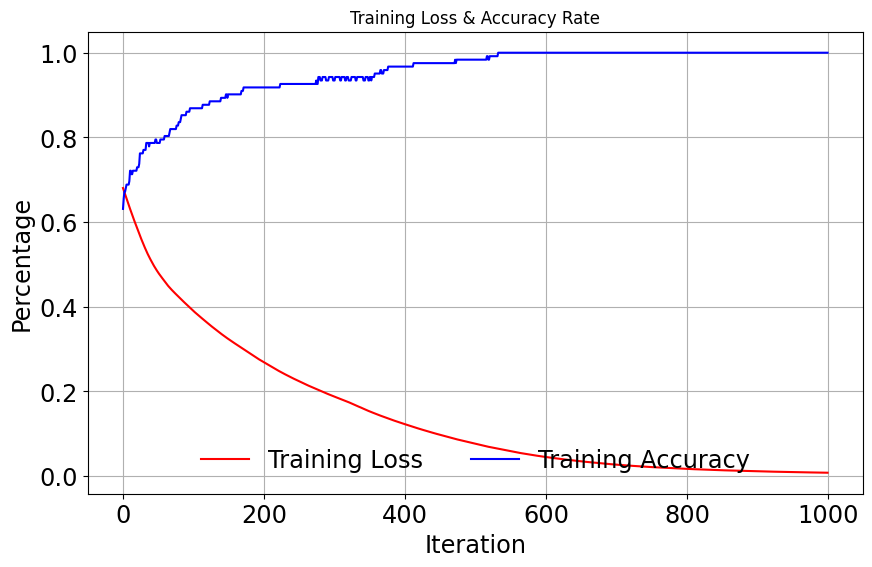 Training Loss & Accuracy Rate
1.0
0.8
0.6
0.4
0.2
0.0
Percentage
Training Loss Training Accuracy
0 200 400 600 800 1000
Iteration